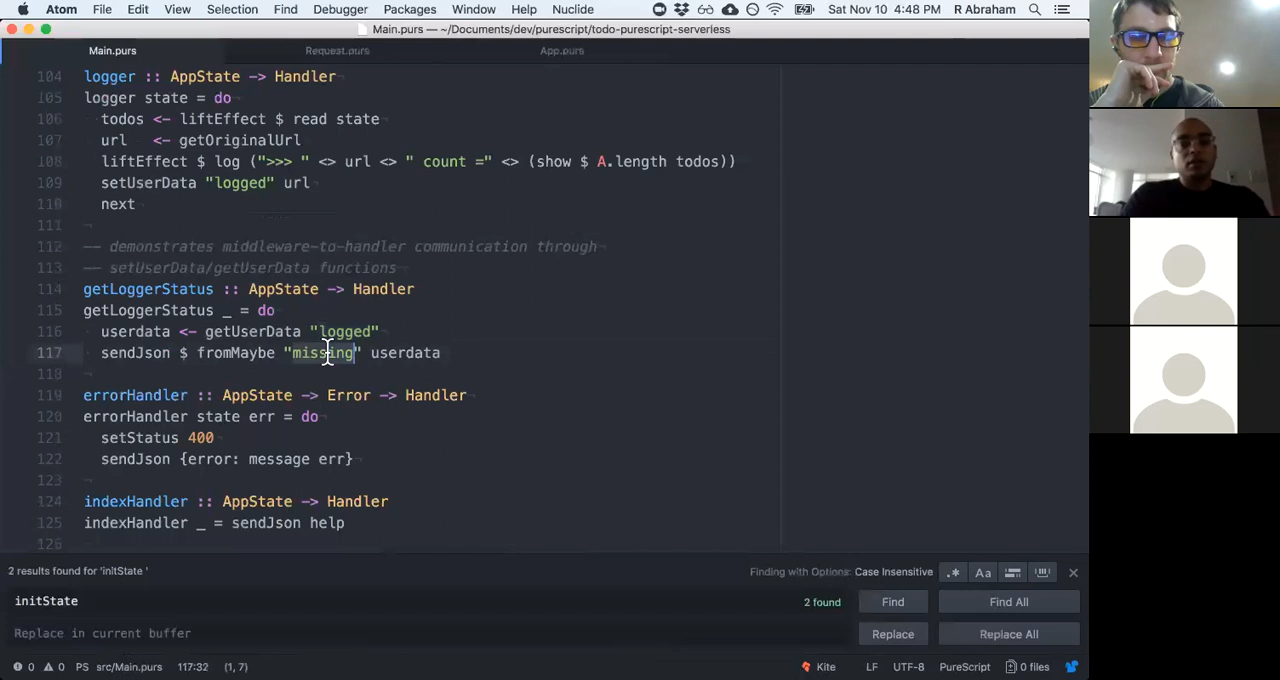 Atom File Edit View Selection Find Debugger Packages Window Help Nuclide Sat Nov 10 4:48 PM R Abraham
Main.purs — ~/Documents/dev/purescript/todo-purescript-serverless
Main.purs Request.purs App.purs
104 logger :: AppState -> Handler
105 logger state = do
106 todos <- liftEffect $ read state
107 url <- getOriginalUrl
108 liftEffect $ log (">>> " <> url <> " count =" <> (show $ A.length todos))
109 setUserData "logged" url
110 next
111
112 -- demonstrates middleware-to-handler communication through
113 -- setUserData/getUserData functions
114 getLoggerStatus :: AppState -> Handler
115 getLoggerStatus _ = do
116 userdata <- getUserData "logged"
117 sendJson $ fromMaybe "missing" userdata
118
119 errorHandler :: AppState -> Error -> Handler
120 errorHandler state err = do
121 setStatus 400
122 sendJson {error: message err}
123
124 indexHandler :: AppState -> Handler
125 indexHandler _ = sendJson help
126
2 results found for 'initState ' Finding with Options: Case Insensitive .* Aa
initState 2 found Find Find All
Replace in current buffer Replace Replace All
0 0 PS src/Main.purs 117:32 (1, 7) Kite LF UTF-8 PureScript 0 files